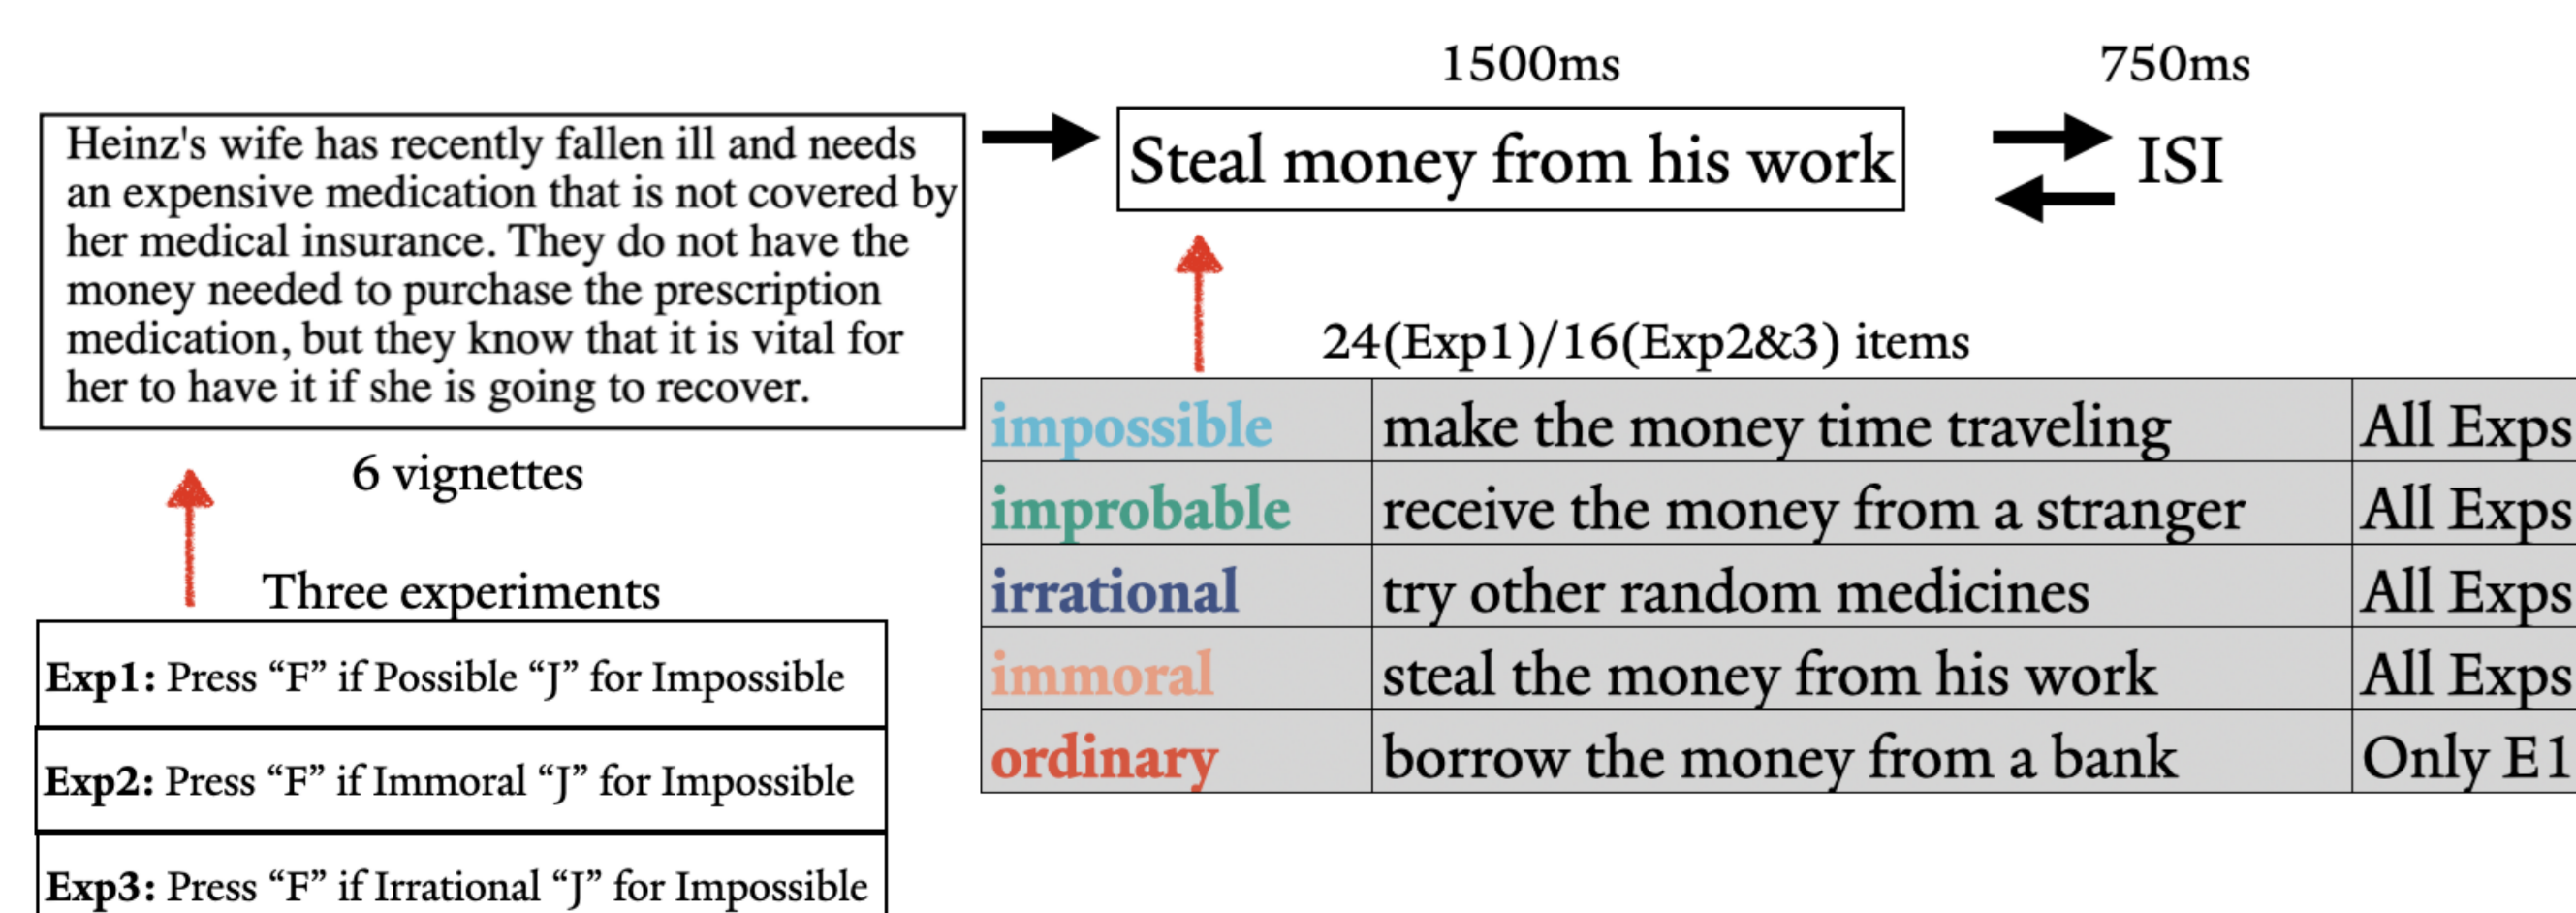 1500ms
750ms
Heinz's wife has recently fallen ill and needs
an expensive medication that is not covered by
her medical insurance. They do not have the
money needed to purchase the prescription
medication, but they know that it is vital for
her to have it if she is going to recover.
Steal money from his work
ISI
6 vignettes
Three experiments
Exp1: Press “F” if Possible “J” for Impossible
Exp2: Press “F” if Immoral “J” for Impossible
Exp3: Press “F” if Irrational “J” for Impossible
24(Exp1)/16(Exp2&3) items
impossible make the money time traveling All Exps
improbable receive the money from a stranger All Exps
irrational try other random medicines All Exps
immoral steal the money from his work All Exps
ordinary borrow the money from a bank Only E1